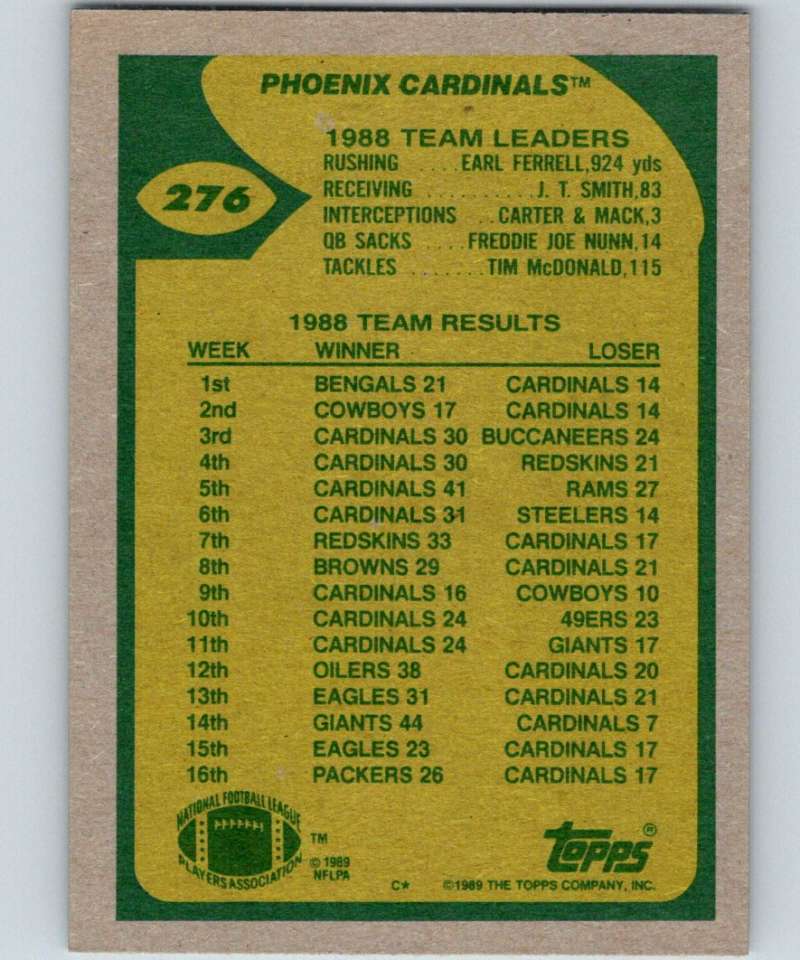 PHOENIX CARDINALS™
1988 TEAM LEADERS
276
RUSHING ....EARL FERRELL,924 yds
RECEIVING ..........J. T. SMITH,83
INTERCEPTIONS ..CARTER & MACK,3
QB SACKS ....FREDDIE JOE NUNN,14
TACKLES .......TIM McDONALD,115
1988 TEAM RESULTS
WEEK WINNER LOSER
1st BENGALS 21 CARDINALS 14
2nd COWBOYS 17 CARDINALS 14
3rd CARDINALS 30 BUCCANEERS 24
4th CARDINALS 30 REDSKINS 21
5th CARDINALS 41 RAMS 27
6th CARDINALS 31 STEELERS 14
7th REDSKINS 33 CARDINALS 17
8th BROWNS 29 CARDINALS 21
9th CARDINALS 16 COWBOYS 10
10th CARDINALS 24 49ERS 23
11th CARDINALS 24 GIANTS 17
12th OILERS 38 CARDINALS 20
13th EAGLES 31 CARDINALS 21
14th GIANTS 44 CARDINALS 7
15th EAGLES 23 CARDINALS 17
16th PACKERS 26 CARDINALS 17
NATIONAL FOOTBALL LEAGUE
PLAYERS ASSOCIATION
™
© 1989
NFLPA
topps®
C* ©1989 THE TOPPS COMPANY, INC.